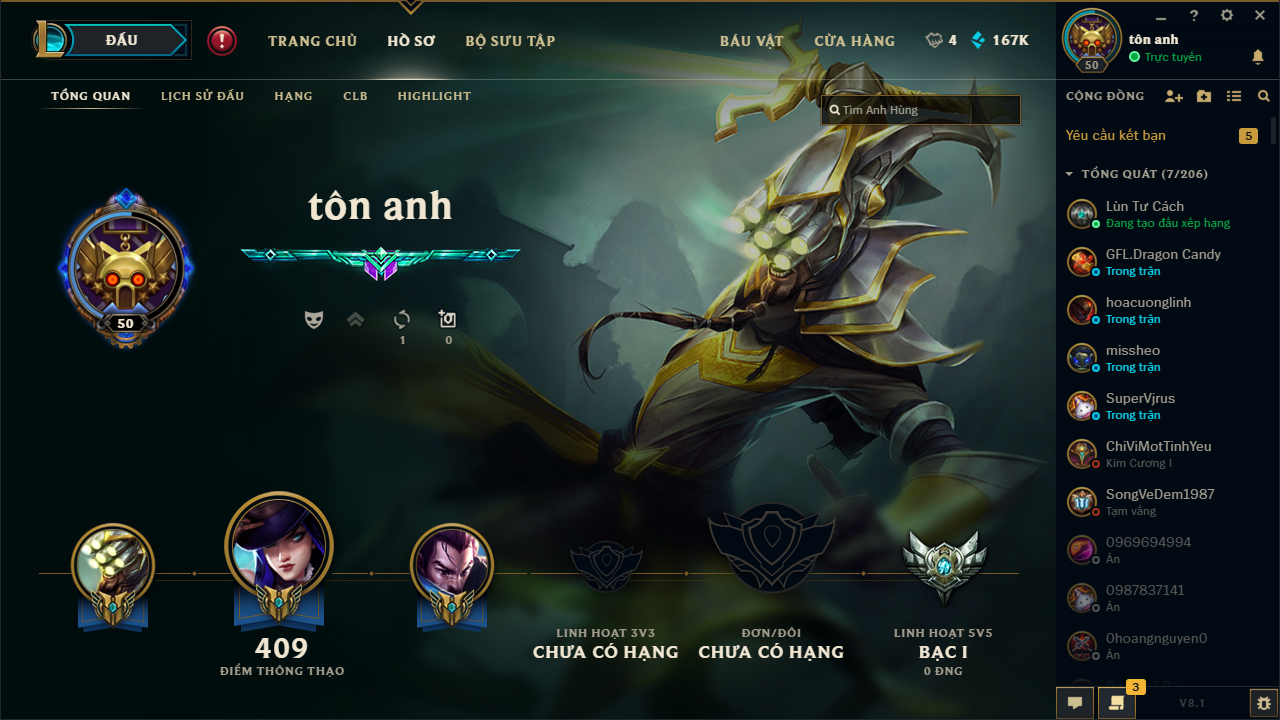 ĐẤU
TRANG CHỦ
HỒ SƠ
BỘ SƯU TẬP
BÁU VẬT
CỬA HÀNG
4
167K
tôn anh
Trực tuyến
50
TỔNG QUAN
LỊCH SỬ ĐẤU
HẠNG
CLB
HIGHLIGHT
Tìm Anh Hùng
CỘNG ĐỒNG
Yêu cầu kết bạn
5
TỔNG QUÁT (7/206)
Lùn Tư Cách
Đang tạo đấu xếp hạng
GFL.Dragon Candy
Trong trận
hoacuonglinh
Trong trận
missheo
Trong trận
SuperVjrus
Trong trận
ChiViMotTinhYeu
Kim Cương I
SongVeDem1987
Tạm vắng
0969694994
Ẩn
0987837141
Ẩn
0hoangnguyen0
Ẩn
3
V8.1
tôn anh
50
1
0
409
ĐIỂM THÔNG THẠO
LINH HOẠT 3V3
CHƯA CÓ HẠNG
ĐƠN/ĐÔI
CHƯA CÓ HẠNG
LINH HOẠT 5V5
BẠC I
0 ĐNG